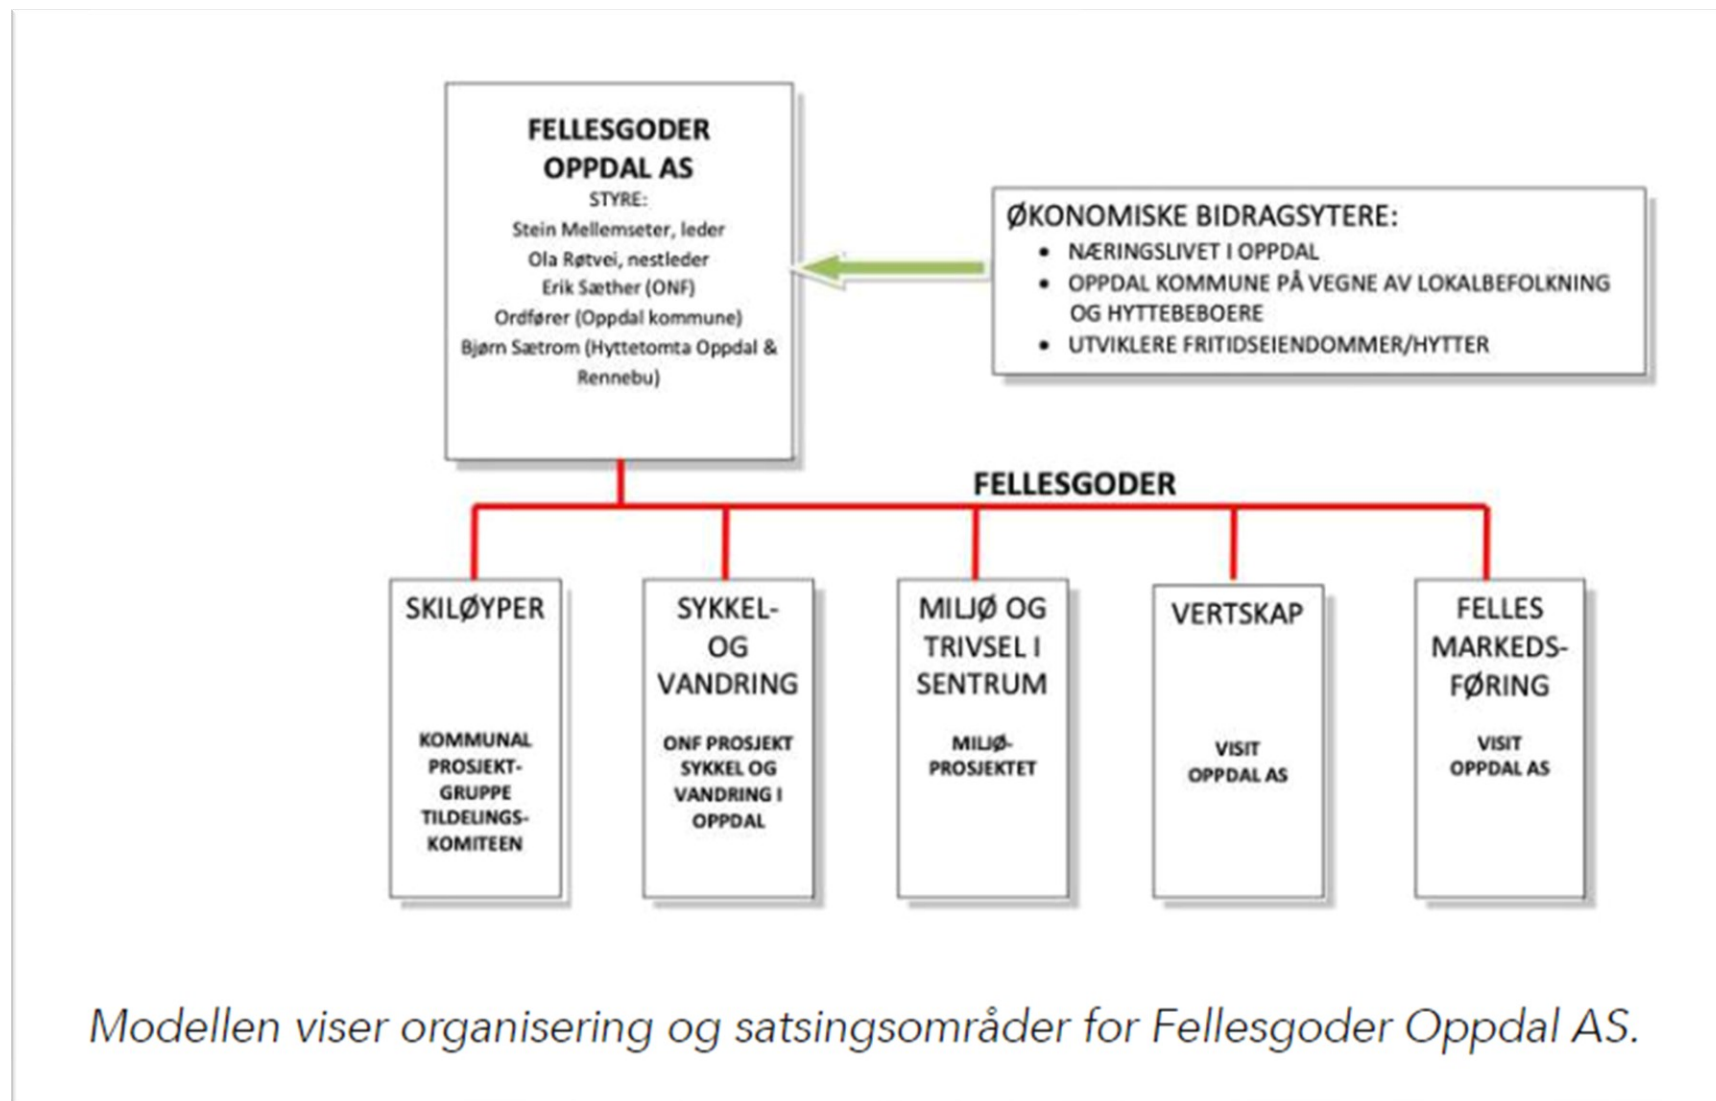 FELLESGODER
OPPDAL AS
STYRE:
Stein Mellemseter, leder
Ola Røtvei, nestleder
Erik Sæther (ONF)
Ordfører (Oppdal kommune)
Bjørn Sætrom (Hyttetomta Oppdal &
Rennebu)
ØKONOMISKE BIDRAGSYTERE:
• NÆRINGSLIVET I OPPDAL
• OPPDAL KOMMUNE PÅ VEGNE AV LOKALBEFOLKNING
OG HYTTEBEBOERE
• UTVIKLERE FRITIDSEIENDOMMER/HYTTER
FELLESGODER
SKILØYPER
KOMMUNAL
PROSJEKT-
GRUPPE
TILDELINGS-
KOMITEEN
SYKKEL-
OG
VANDRING
ONF PROSJEKT
SYKKEL OG
VANDRING I
OPPDAL
MILJØ OG
TRIVSEL I
SENTRUM
MILJØ-
PROSJEKTET
VERTSKAP
VISIT
OPPDAL AS
FELLES
MARKEDS-
FØRING
VISIT
OPPDAL AS
Modellen viser organisering og satsingsområder for Fellesgoder Oppdal AS.